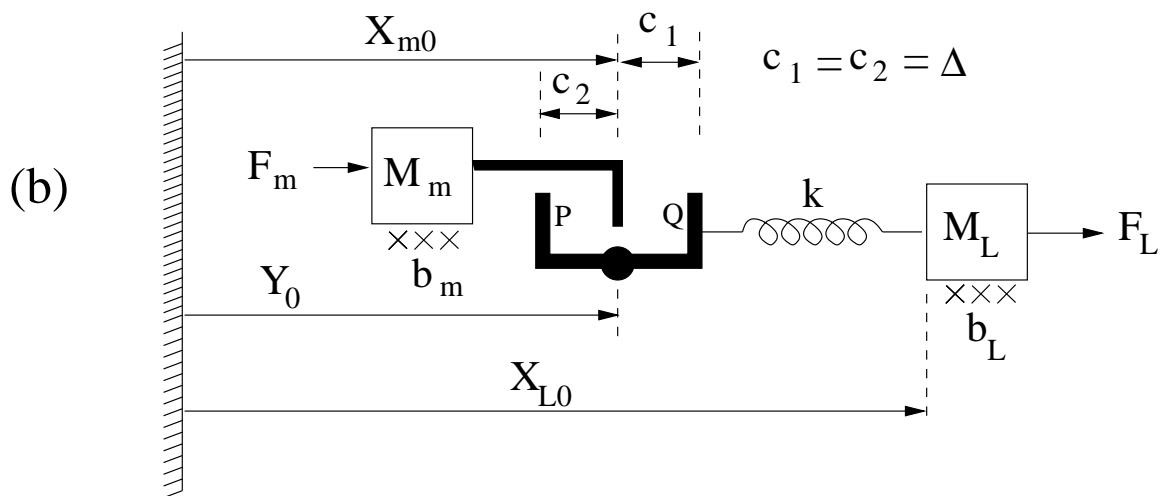 X_m0
c_1
c_1 = c_2 = Δ
c_2
(b)
F_m
M_m
P
Q
k
M_L
F_L
b_m
Y_0
b_L
X_L0